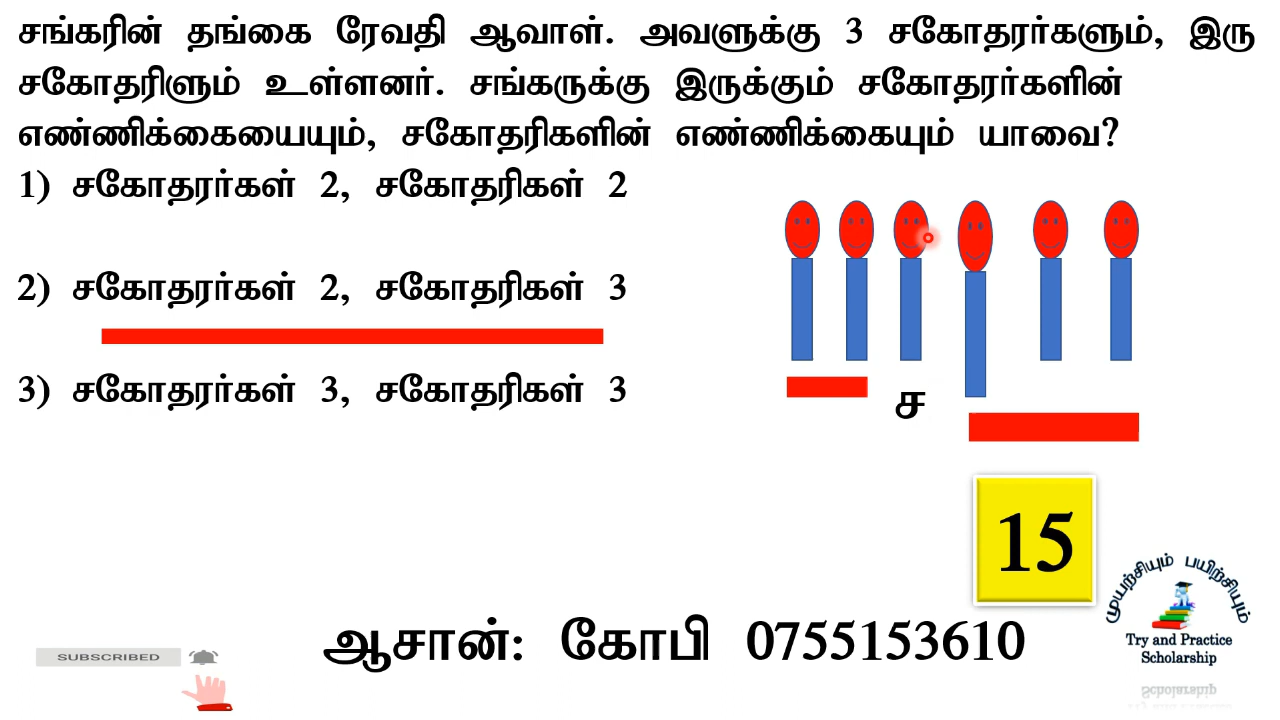 சங்கரின் தங்கை ரேவதி ஆவாள். அவளுக்கு 3 சகோதரர்களும், இரு
சகோதரிளும் உள்ளனர். சங்கருக்கு இருக்கும் சகோதரர்களின்
எண்ணிக்கையையும், சகோதரிகளின் எண்ணிக்கையும் யாவை?
1) சகோதரர்கள் 2, சகோதரிகள் 2
2) சகோதரர்கள் 2, சகோதரிகள் 3
3) சகோதரர்கள் 3, சகோதரிகள் 3
ச
15
முயற்சியும் பயிற்சியும்
Try and Practice
Scholarship
ஆசான்: கோபி 0755153610
SUBSCRIBED